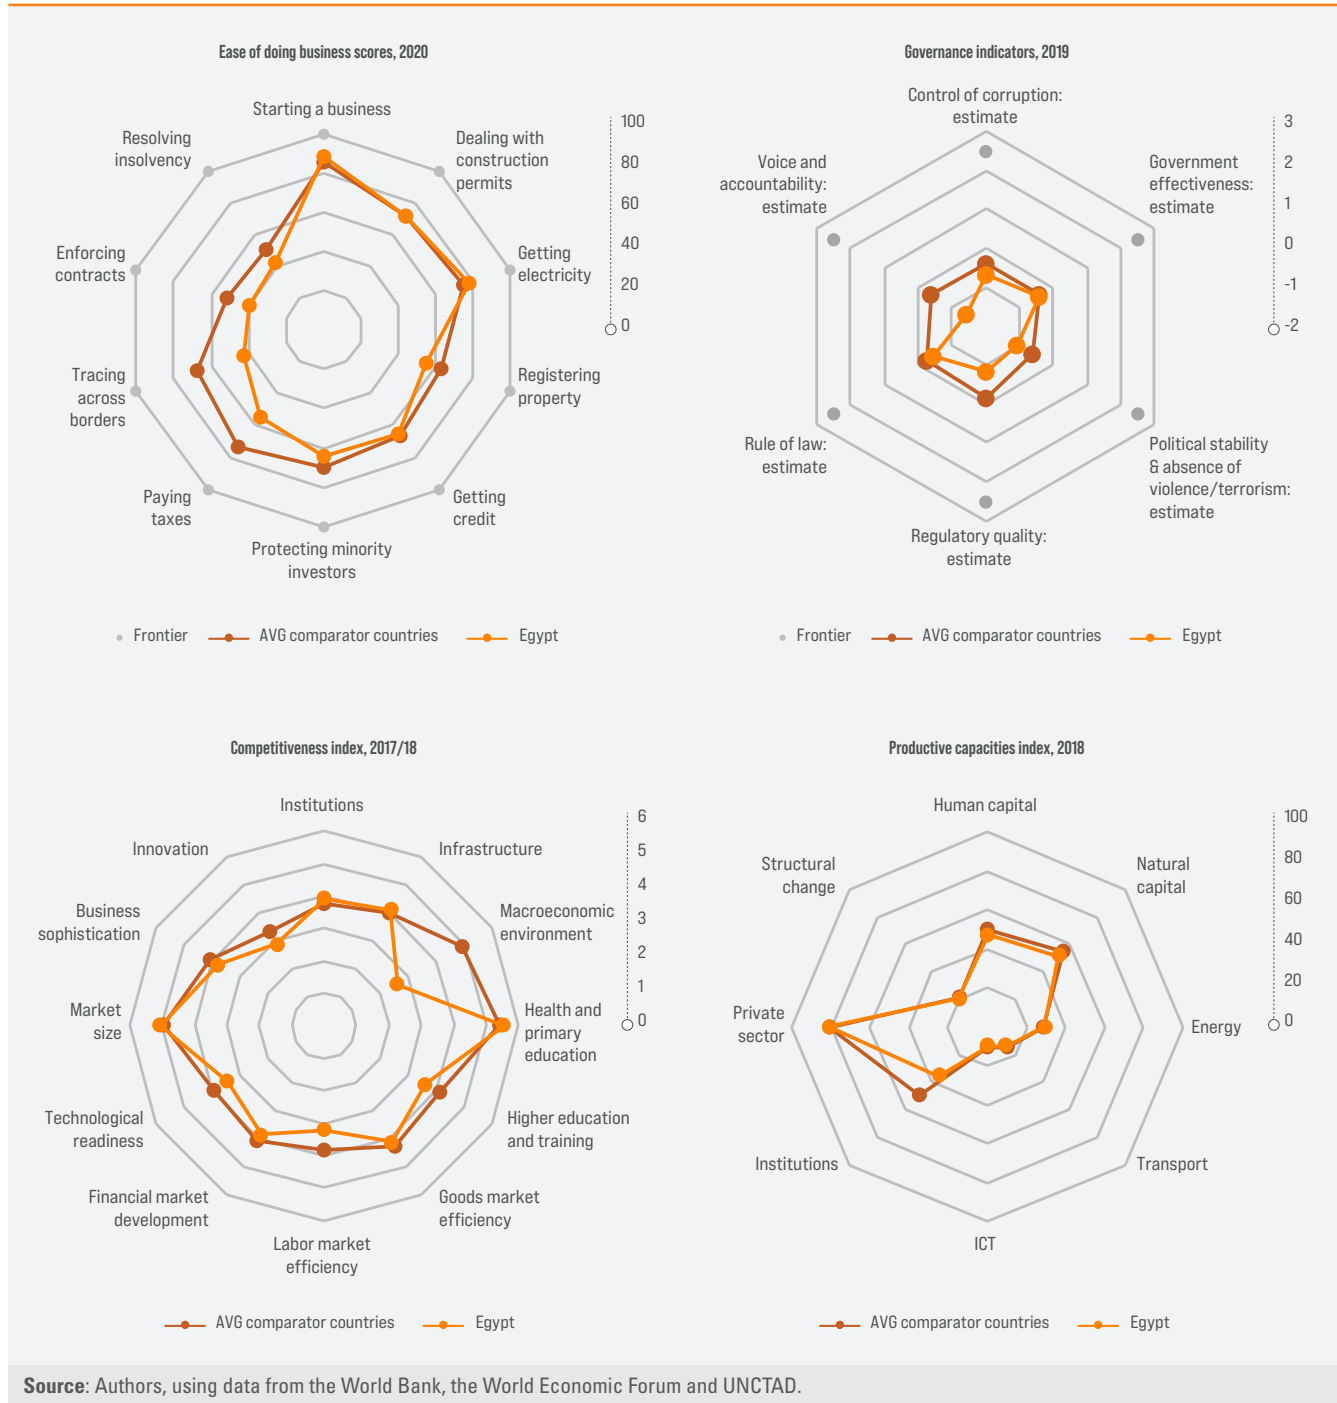 Ease of doing business scores, 2020
Starting a business
Dealing with
construction
permits
Getting
electricity
Registering
property
Getting
credit
Protecting minority
investors
Paying
taxes
Tracing
across
borders
Enforcing
contracts
Resolving
insolvency
100
80
60
40
20
0
Frontier
AVG comparator countries
Egypt
Governance indicators, 2019
Control of corruption:
estimate
Government
effectiveness:
estimate
Political stability
& absence of
violence/terrorism:
estimate
Regulatory quality:
estimate
Rule of law:
estimate
Voice and
accountability:
estimate
3
2
1
0
-1
-2
Frontier
AVG comparator countries
Egypt
Competitiveness index, 2017/18
Institutions
Infrastructure
Macroeconomic
environment
Health and
primary
education
Higher education
and training
Goods market
efficiency
Labor market
efficiency
Financial market
development
Technological
readiness
Market
size
Business
sophistication
Innovation
6
5
4
3
2
1
0
AVG comparator countries
Egypt
Productive capacities index, 2018
Human capital
Natural
capital
Energy
Transport
ICT
Institutions
Private
sector
Structural
change
100
80
60
40
20
0
AVG comparator countries
Egypt
Source: Authors, using data from the World Bank, the World Economic Forum and UNCTAD.